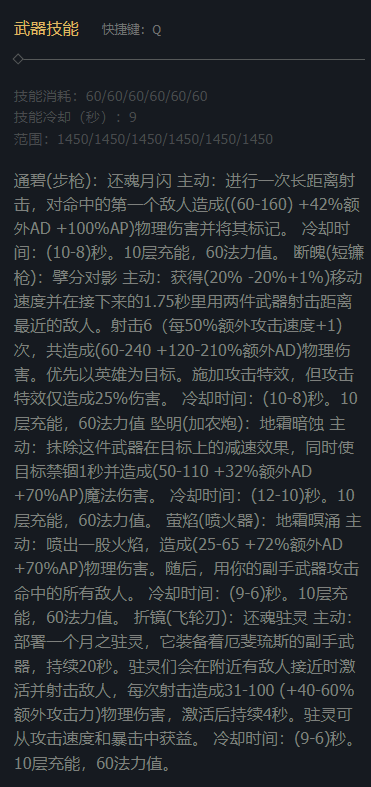 武器技能 快捷键：Q
技能消耗：60/60/60/60/60/60
技能冷却（秒）：9
范围：1450/1450/1450/1450/1450/1450
通碧(步枪)：还魂月闪 主动：进行一次长距离射
击，对命中的第一个敌人造成((60-160) +42%额
外AD +100%AP)物理伤害并将其标记。 冷却时
间：(10-8)秒。10层充能，60法力值。 断魄(短镰
枪)：擘分对影 主动：获得(20% -20%+1%)移动
速度并在接下来的1.75秒里用两件武器射击距离
最近的敌人。射击6（每50%额外攻击速度+1)
次，共造成(60-240 +120-210%额外AD)物理伤
害。优先以英雄为目标。施加攻击特效，但攻击
特效仅造成25%伤害。 冷却时间：(10-8)秒。10
层充能，60法力值 坠明(加农炮)：地霜暗蚀 主
动：抹除这件武器在目标上的减速效果，同时使
目标禁锢1秒并造成(50-110 +32%额外AD
+70%AP)魔法伤害。 冷却时间：(12-10)秒。10
层充能，60法力值。 萤焰(喷火器)：地霜暝涌 主
动：喷出一股火焰，造成(25-65 +72%额外AD
+70%AP)物理伤害。随后，用你的副手武器攻击
命中的所有敌人。 冷却时间：(9-6)秒。10层充
能，60法力值。 折镜(飞轮刃)：还魂驻灵 主动：
部署一个月之驻灵，它装备着厄斐琉斯的副手武
器，持续20秒。驻灵们会在附近有敌人接近时激
活并射击敌人，每次射击造成31-100 (+40-60%
额外攻击力)物理伤害，激活后持续4秒。驻灵可
从攻击速度和暴击中获益。 冷却时间：(9-6)秒。
10层充能，60法力值。